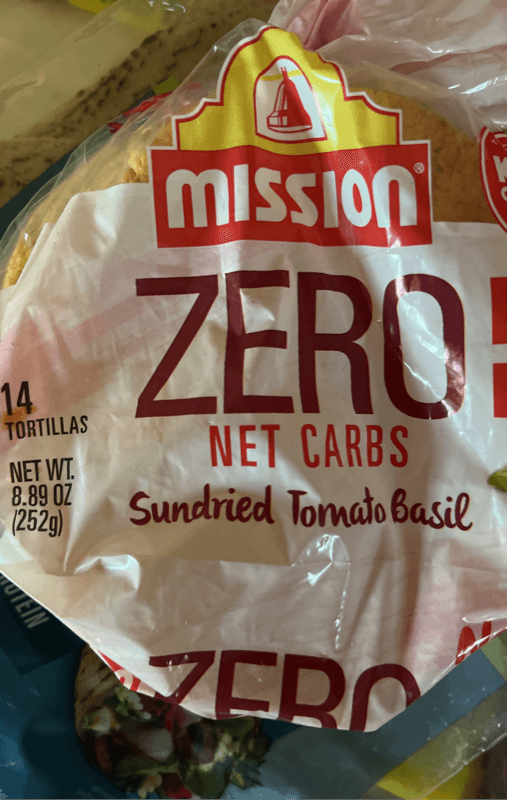 MISSION®
ZERO
NET CARBS
Sundried Tomato Basil
14
TORTILLAS
NET WT.
8.89 OZ
(252g)
ZERO